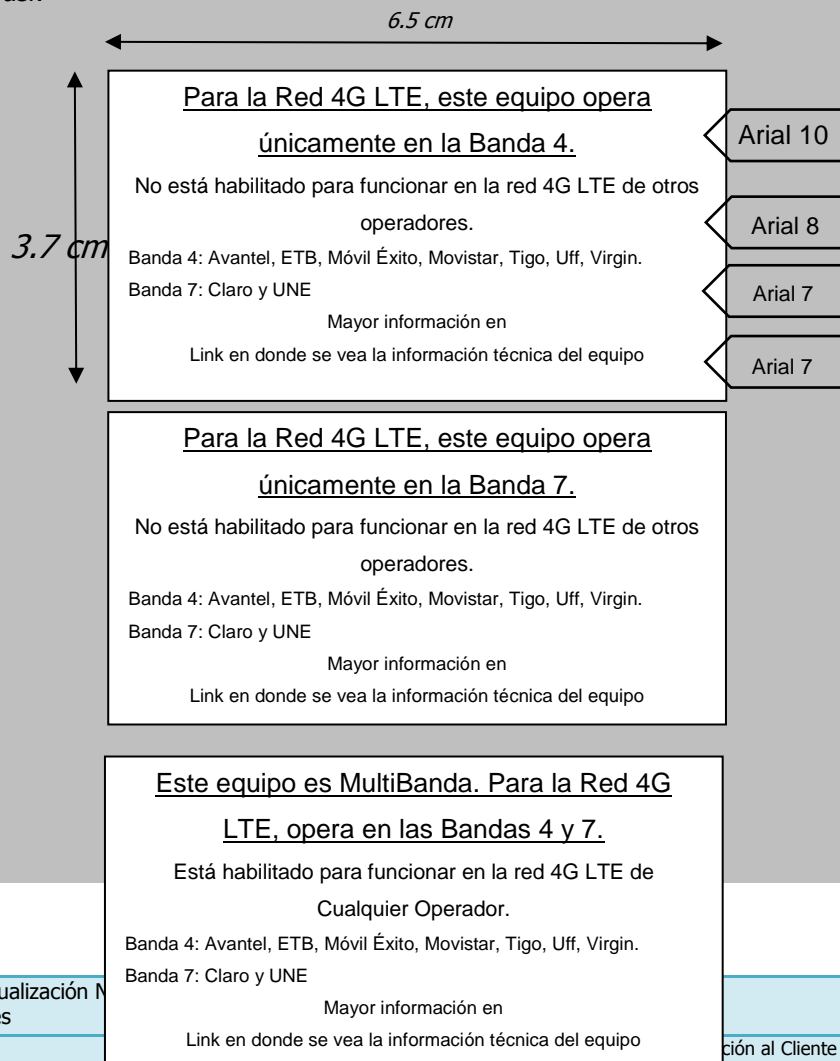 6.5 cm
Para la Red 4G LTE, este equipo opera
únicamente en la Banda 4.
Arial 10
No está habilitado para funcionar en la red 4G LTE de otros
operadores.
Arial 8
3.7 cm
Banda 4: Avantel, ETB, Móvil Éxito, Movistar, Tigo, Uff, Virgin.
Banda 7: Claro y UNE
Arial 7
Mayor información en
Link en donde se vea la información técnica del equipo
Arial 7
Para la Red 4G LTE, este equipo opera
únicamente en la Banda 7.
No está habilitado para funcionar en la red 4G LTE de otros
operadores.
Banda 4: Avantel, ETB, Móvil Éxito, Movistar, Tigo, Uff, Virgin.
Banda 7: Claro y UNE
Mayor información en
Link en donde se vea la información técnica del equipo
Este equipo es MultiBanda. Para la Red 4G
LTE, opera en las Bandas 4 y 7.
Está habilitado para funcionar en la red 4G LTE de
Cualquier Operador.
Banda 4: Avantel, ETB, Móvil Éxito, Movistar, Tigo, Uff, Virgin.
Banda 7: Claro y UNE
Mayor información en
Link en donde se vea la información técnica del equipo
al Cliente